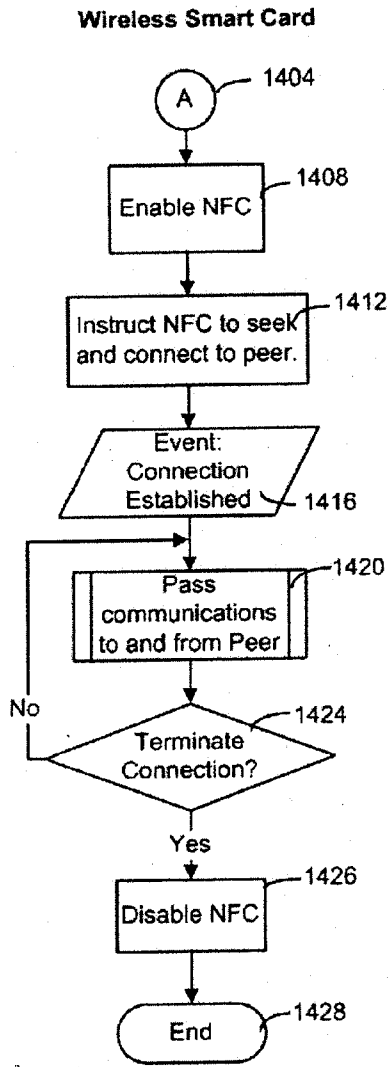 Wireless Smart Card
A
1404
1408
Enable NFC
1412
Instruct NFC to seek
and connect to peer.
Event:
Connection
Established
1416
1420
Pass
communications
to and from Peer
No
1424
Terminate
Connection?
Yes
1426
Disable NFC
1428
End